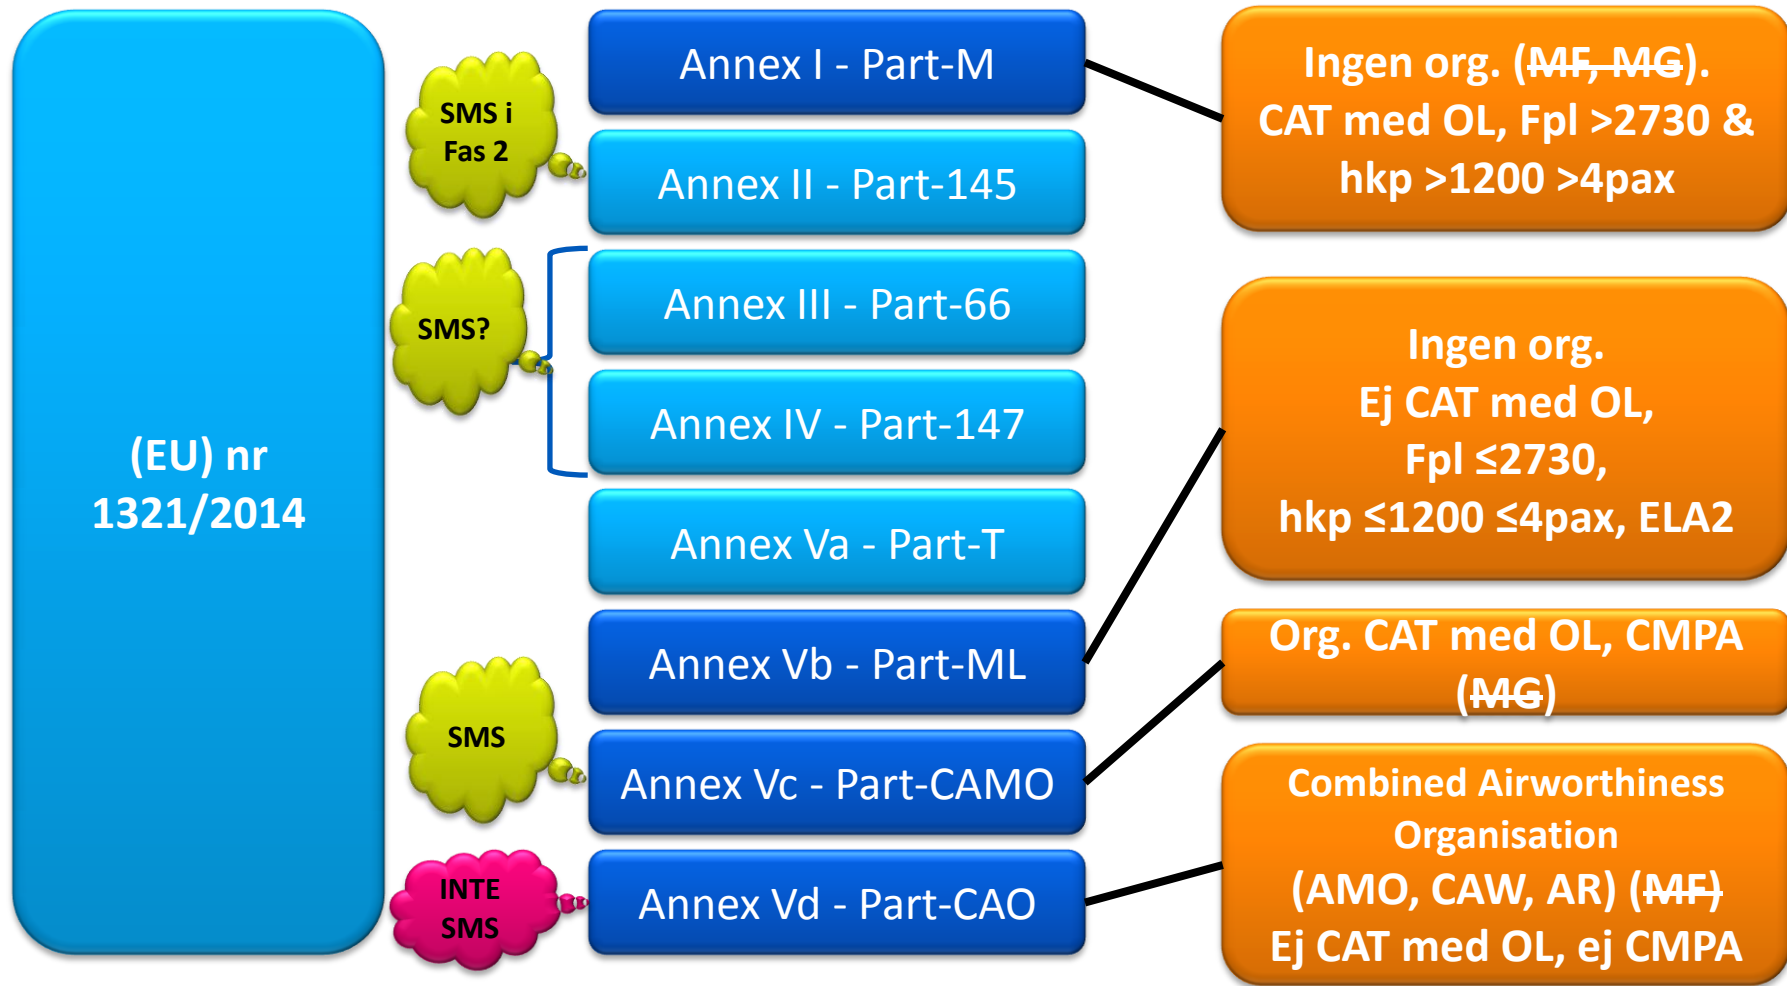 (EU) nr
1321/2014
SMS i
Fas 2
SMS?
SMS
INTE
SMS
Annex I - Part-M
Annex II - Part-145
Annex III - Part-66
Annex IV - Part-147
Annex Va - Part-T
Annex Vb - Part-ML
Annex Vc - Part-CAMO
Annex Vd - Part-CAO
Ingen org. (MF, MG).
CAT med OL, Fpl >2730 &
hkp >1200 >4pax
Ingen org.
Ej CAT med OL,
Fpl ≤2730,
hkp ≤1200 ≤4pax, ELA2
Org. CAT med OL, CMPA
(MG)
Combined Airworthiness
Organisation
(AMO, CAW, AR) (MF)
Ej CAT med OL, ej CMPA